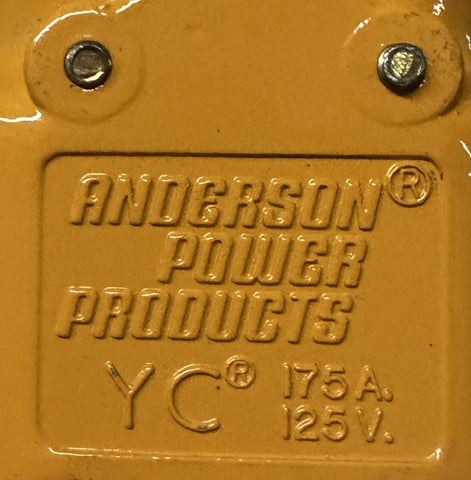 ANDERSON®
POWER
PRODUCTS
YC® 175A.
125V.